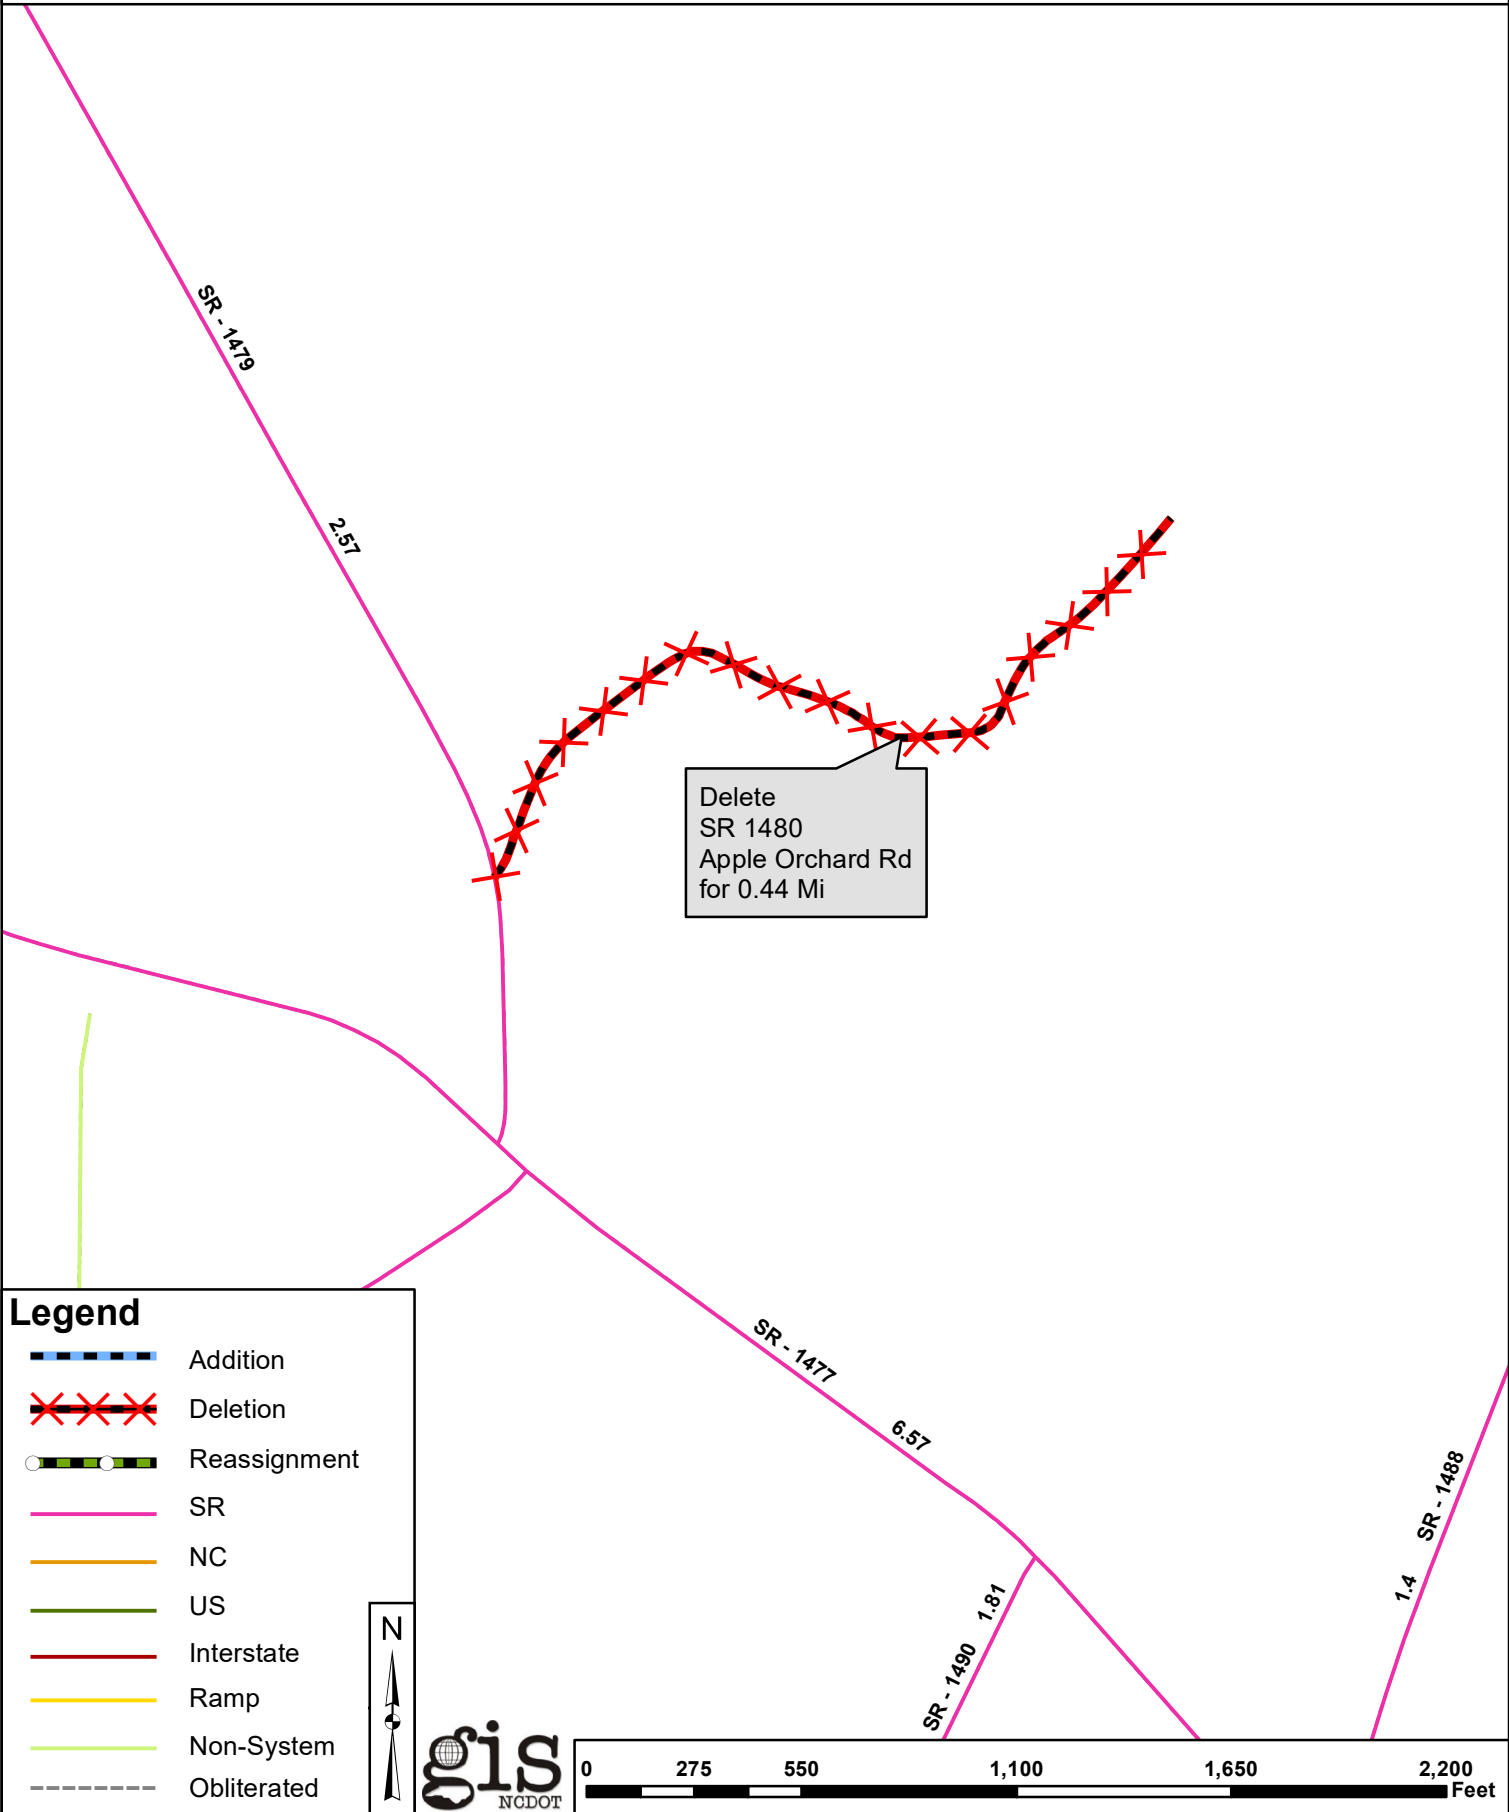 SR - 1479
2.57
Delete
SR 1480
Apple Orchard Rd
for 0.44 Mi
SR - 1477
6.57
SR - 1488
1.4
1.81
SR - 1490
Legend
Addition
Deletion
Reassignment
SR
NC
US
Interstate
Ramp
Non-System
Obliterated
N
gis
NCDOT
0 275 550 1,100 1,650 2,200
Feet